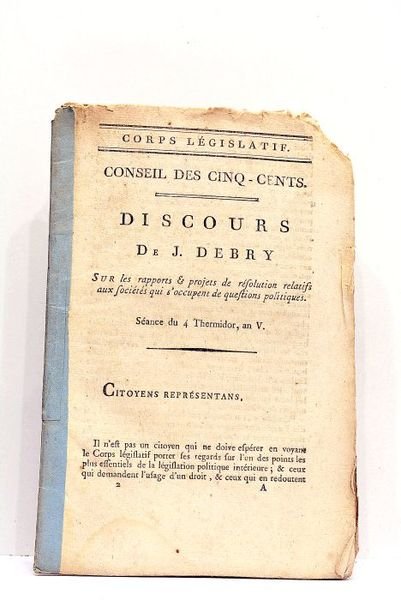 CORPS LÉGISLATIF.
CONSEIL DES CINQ-CENTS.
DISCOURS
DE J. DEBRY
SUR les rapports & projets de réſolution relatifs
aux ſociétés qui s'occupent de queſtions politiques.
Séance du 4 Thermidor, an V.
CITOYENS REPRÉSENTANS,
Il n'eſt pas un citoyen qui ne doive eſpérer en voyant
le Corps légiſlatif porter ſes regards ſur l'un des points les
plus eſſentiels de la légiſlation politique intérieure ; & ceux
qui demandent l'uſage d'un droit, & ceux qui en redoutent
2 A